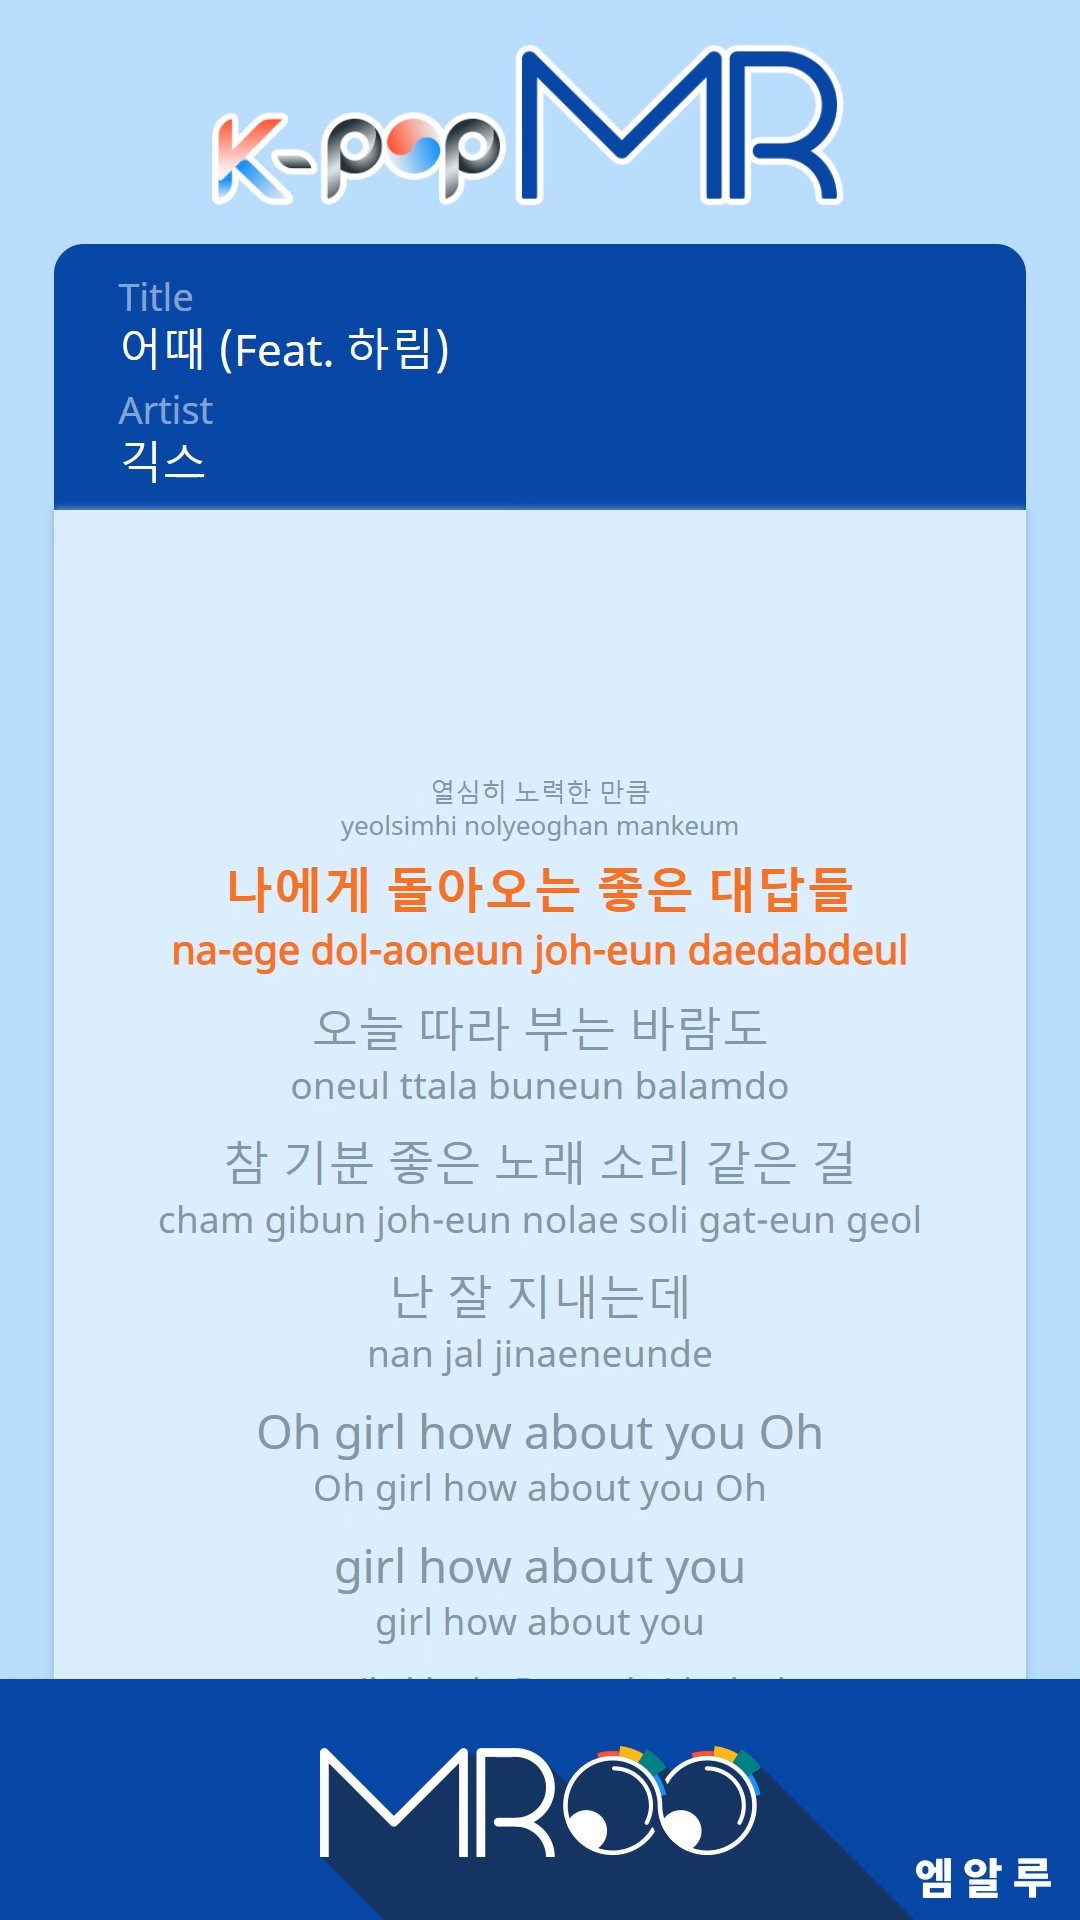 K-pop MR
Title
어때 (Feat. 하림)
Artist
긱스
열심히 노력한 만큼
yeolsimhi nolyeoghan mankeum
나에게 돌아오는 좋은 대답들
na-ege dol-aoneun joh-eun daedabdeul
오늘 따라 부는 바람도
oneul ttala buneun balamdo
참 기분 좋은 노래 소리 같은 걸
cham gibun joh-eun nolae soli gat-eun geol
난 잘 지내는데
nan jal jinaeneunde
Oh girl how about you Oh
Oh girl how about you Oh
girl how about you
girl how about you
MROO
엠알루